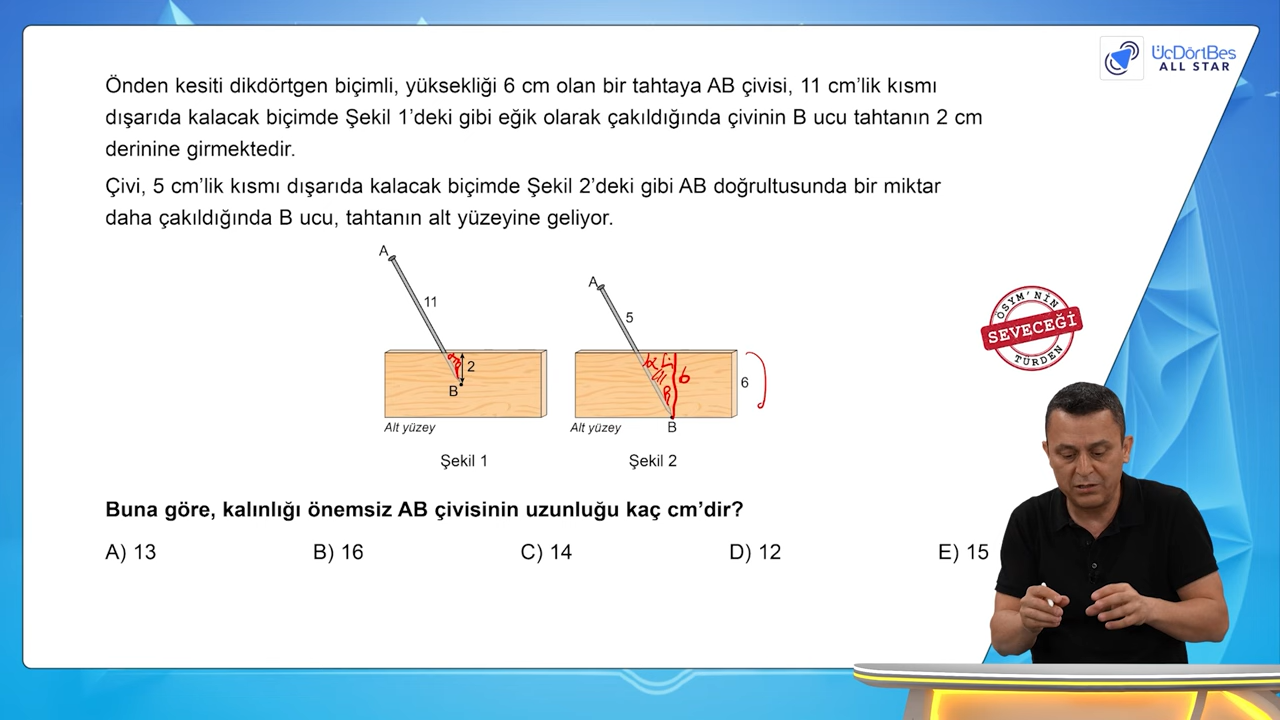 ÜçDörtBeş
ALL STAR
Önden kesiti dikdörtgen biçimli, yüksekliği 6 cm olan bir tahtaya AB çivisi, 11 cm'lik kısmı
dışarıda kalacak biçimde Şekil 1'deki gibi eğik olarak çakıldığında çivinin B ucu tahtanın 2 cm
derinine girmektedir.
Çivi, 5 cm'lik kısmı dışarıda kalacak biçimde Şekil 2'deki gibi AB doğrultusunda bir miktar
daha çakıldığında B ucu, tahtanın alt yüzeyine geliyor.
A
11
2
B
Alt yüzey
Şekil 1
A
5
α
6
β
6
B
Alt yüzey
Şekil 2
ÖSYM'NİN
SEVECEĞİ
TÜRDEN
Buna göre, kalınlığı önemsiz AB çivisinin uzunluğu kaç cm'dir?
A) 13 B) 16 C) 14 D) 12 E) 15